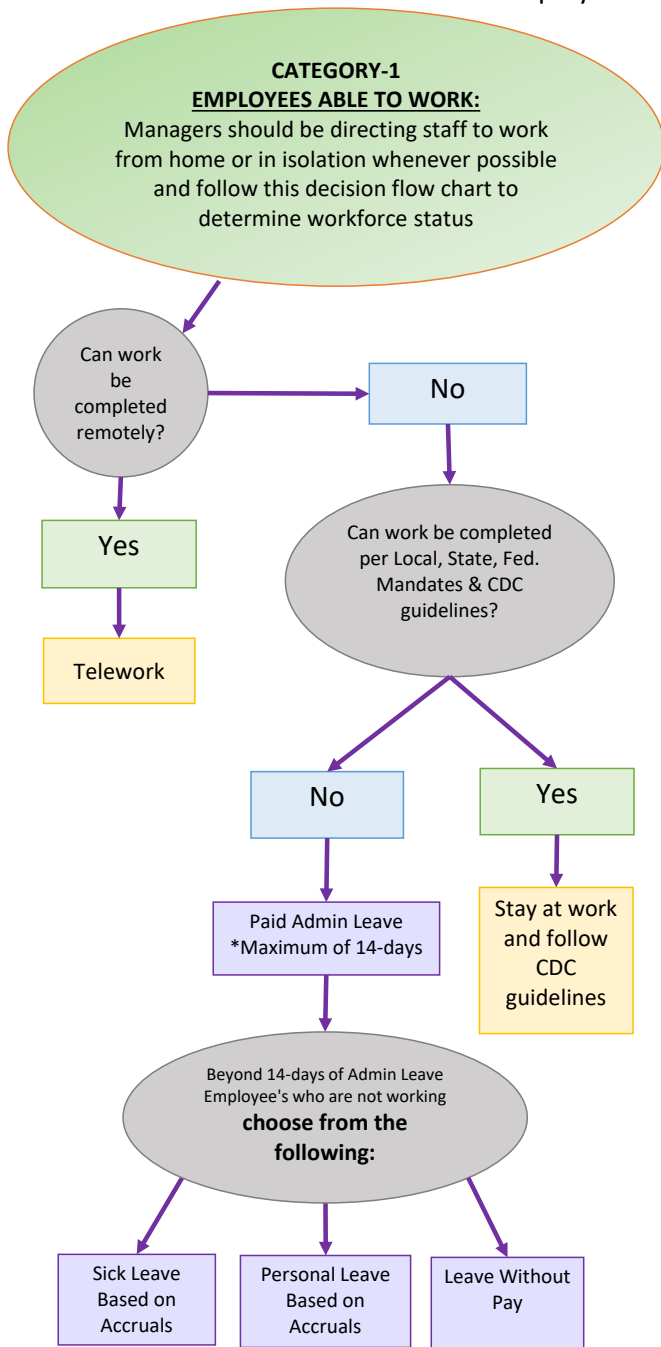 CATEGORY-1
EMPLOYEES ABLE TO WORK:
Managers should be directing staff to work
from home or in isolation whenever possible
and follow this decision flow chart to
determine workforce status
Can work
be
completed
remotely?
No
Yes
Can work be completed
per Local, State, Fed.
Mandates & CDC
guidelines?
Telework
No
Yes
Paid Admin Leave
*Maximum of 14-days
Stay at work
and follow
CDC
guidelines
Beyond 14-days of Admin Leave
Employee's who are not working
choose from the
following:
Sick Leave
Based on
Accruals
Personal Leave
Based on
Accruals
Leave Without
Pay